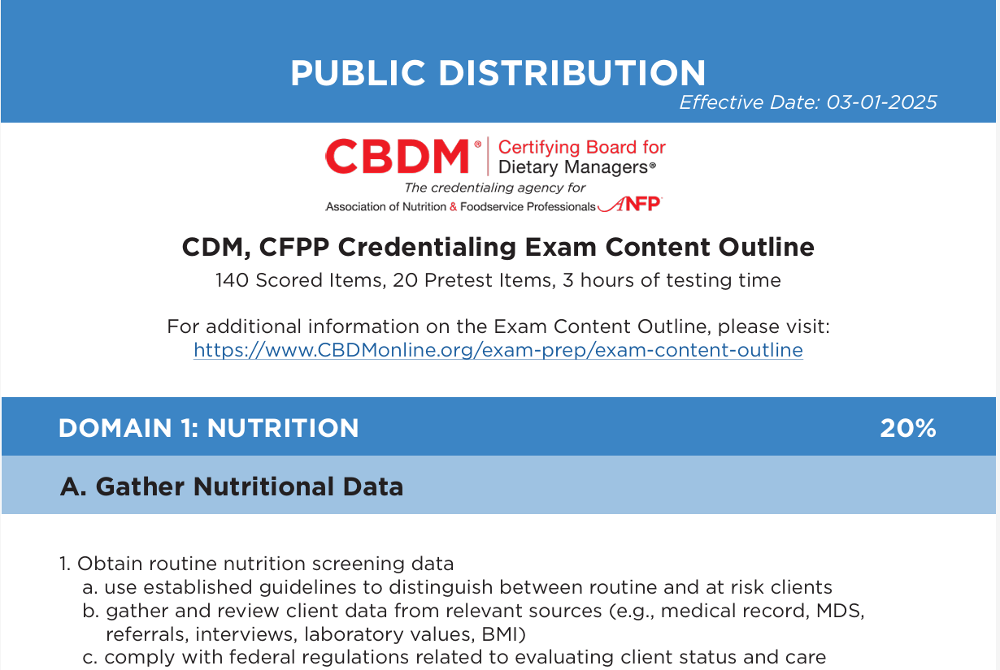 PUBLIC DISTRIBUTION
Effective Date: 03-01-2025
CBDM® Certifying Board for
Dietary Managers®
The credentialing agency for
Association of Nutrition & Foodservice Professionals ANFP
CDM, CFPP Credentialing Exam Content Outline
140 Scored Items, 20 Pretest Items, 3 hours of testing time
For additional information on the Exam Content Outline, please visit:
https://www.CBDMonline.org/exam-prep/exam-content-outline
DOMAIN 1: NUTRITION 20%
A. Gather Nutritional Data
1. Obtain routine nutrition screening data
a. use established guidelines to distinguish between routine and at risk clients
b. gather and review client data from relevant sources (e.g., medical record, MDS,
referrals, interviews, laboratory values, BMI)
c. comply with federal regulations related to evaluating client status and care